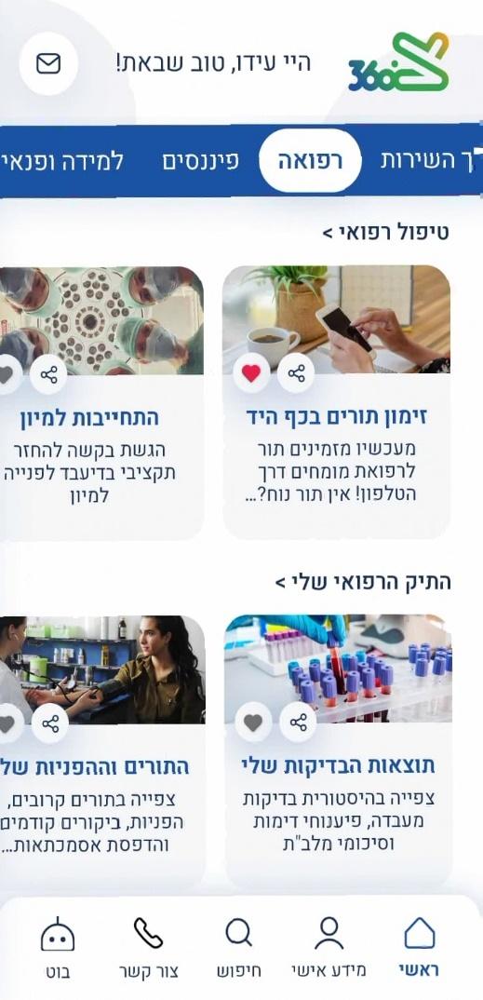 היי עידו, טוב שבאת!
360°
ך השירות רפואה פיננסים למידה ופנאי
טיפול רפואי >
זימון תורים בכף היד
מעכשיו מזמינים תור
לרפואת מומחים דרך
הטלפון! אין תור נוח?...
התחייבות למיון
הגשת בקשה להחזר
תקציבי בדיעבד לפנייה
למיון
התיק הרפואי שלי >
תוצאות הבדיקות שלי
צפייה בהיסטורית בדיקות
מעבדה, פיענוחי דימות
וסיכומי מלב"ת
התורים וההפניות של
צפייה בתורים קרובים,
הפניות, ביקורים קודמים
והדפסת אסמכתאות...
ראשי
מידע אישי
חיפוש
צור קשר
בוט